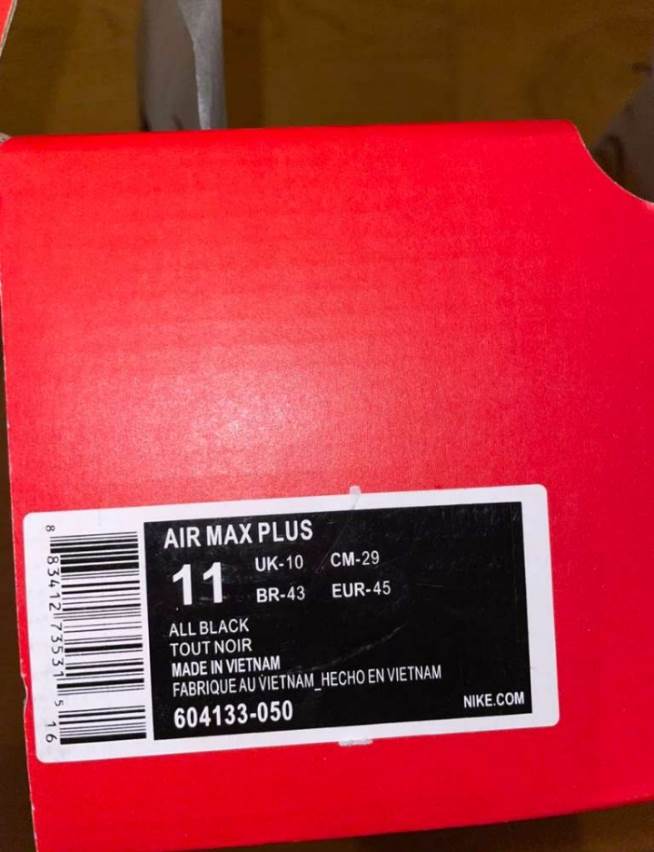 AIR MAX PLUS
11
UK-10 CM-29
BR-43 EUR-45
ALL BLACK
TOUT NOIR
MADE IN VIETNAM
FABRIQUE AU VIETNAM_HECHO EN VIETNAM
604133-050
NIKE.COM
8 83412 73531 5 16